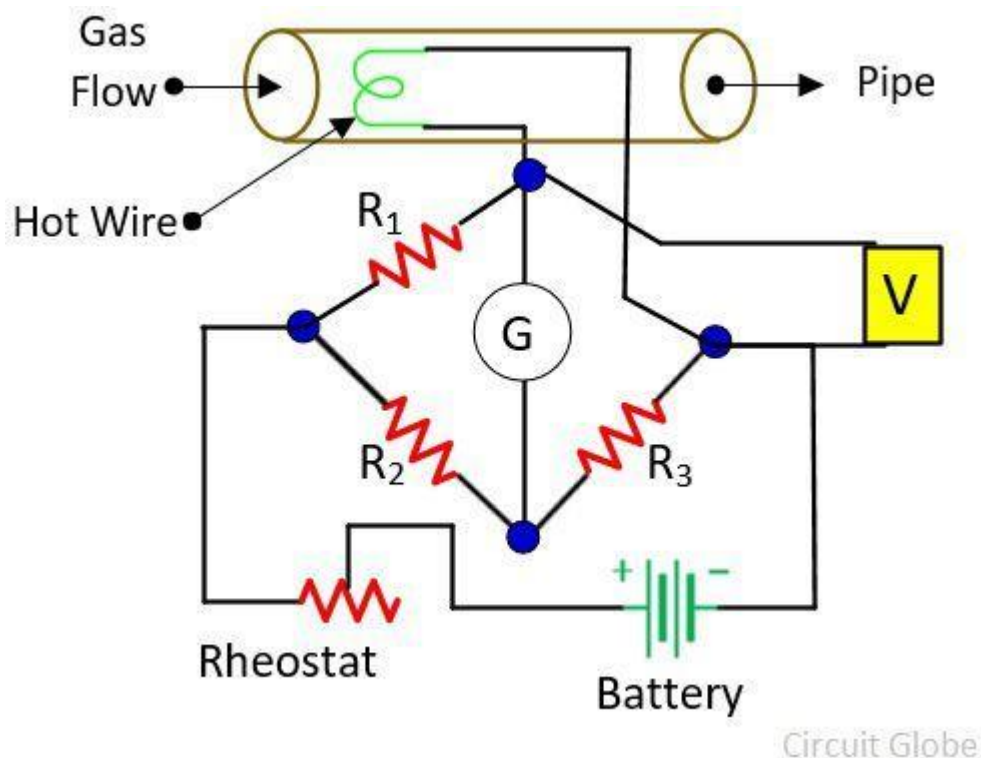 Gas
Flow
Pipe
Hot Wire
R₁
G
V
R₂
R₃
+ −
Rheostat
Battery
Circuit Globe